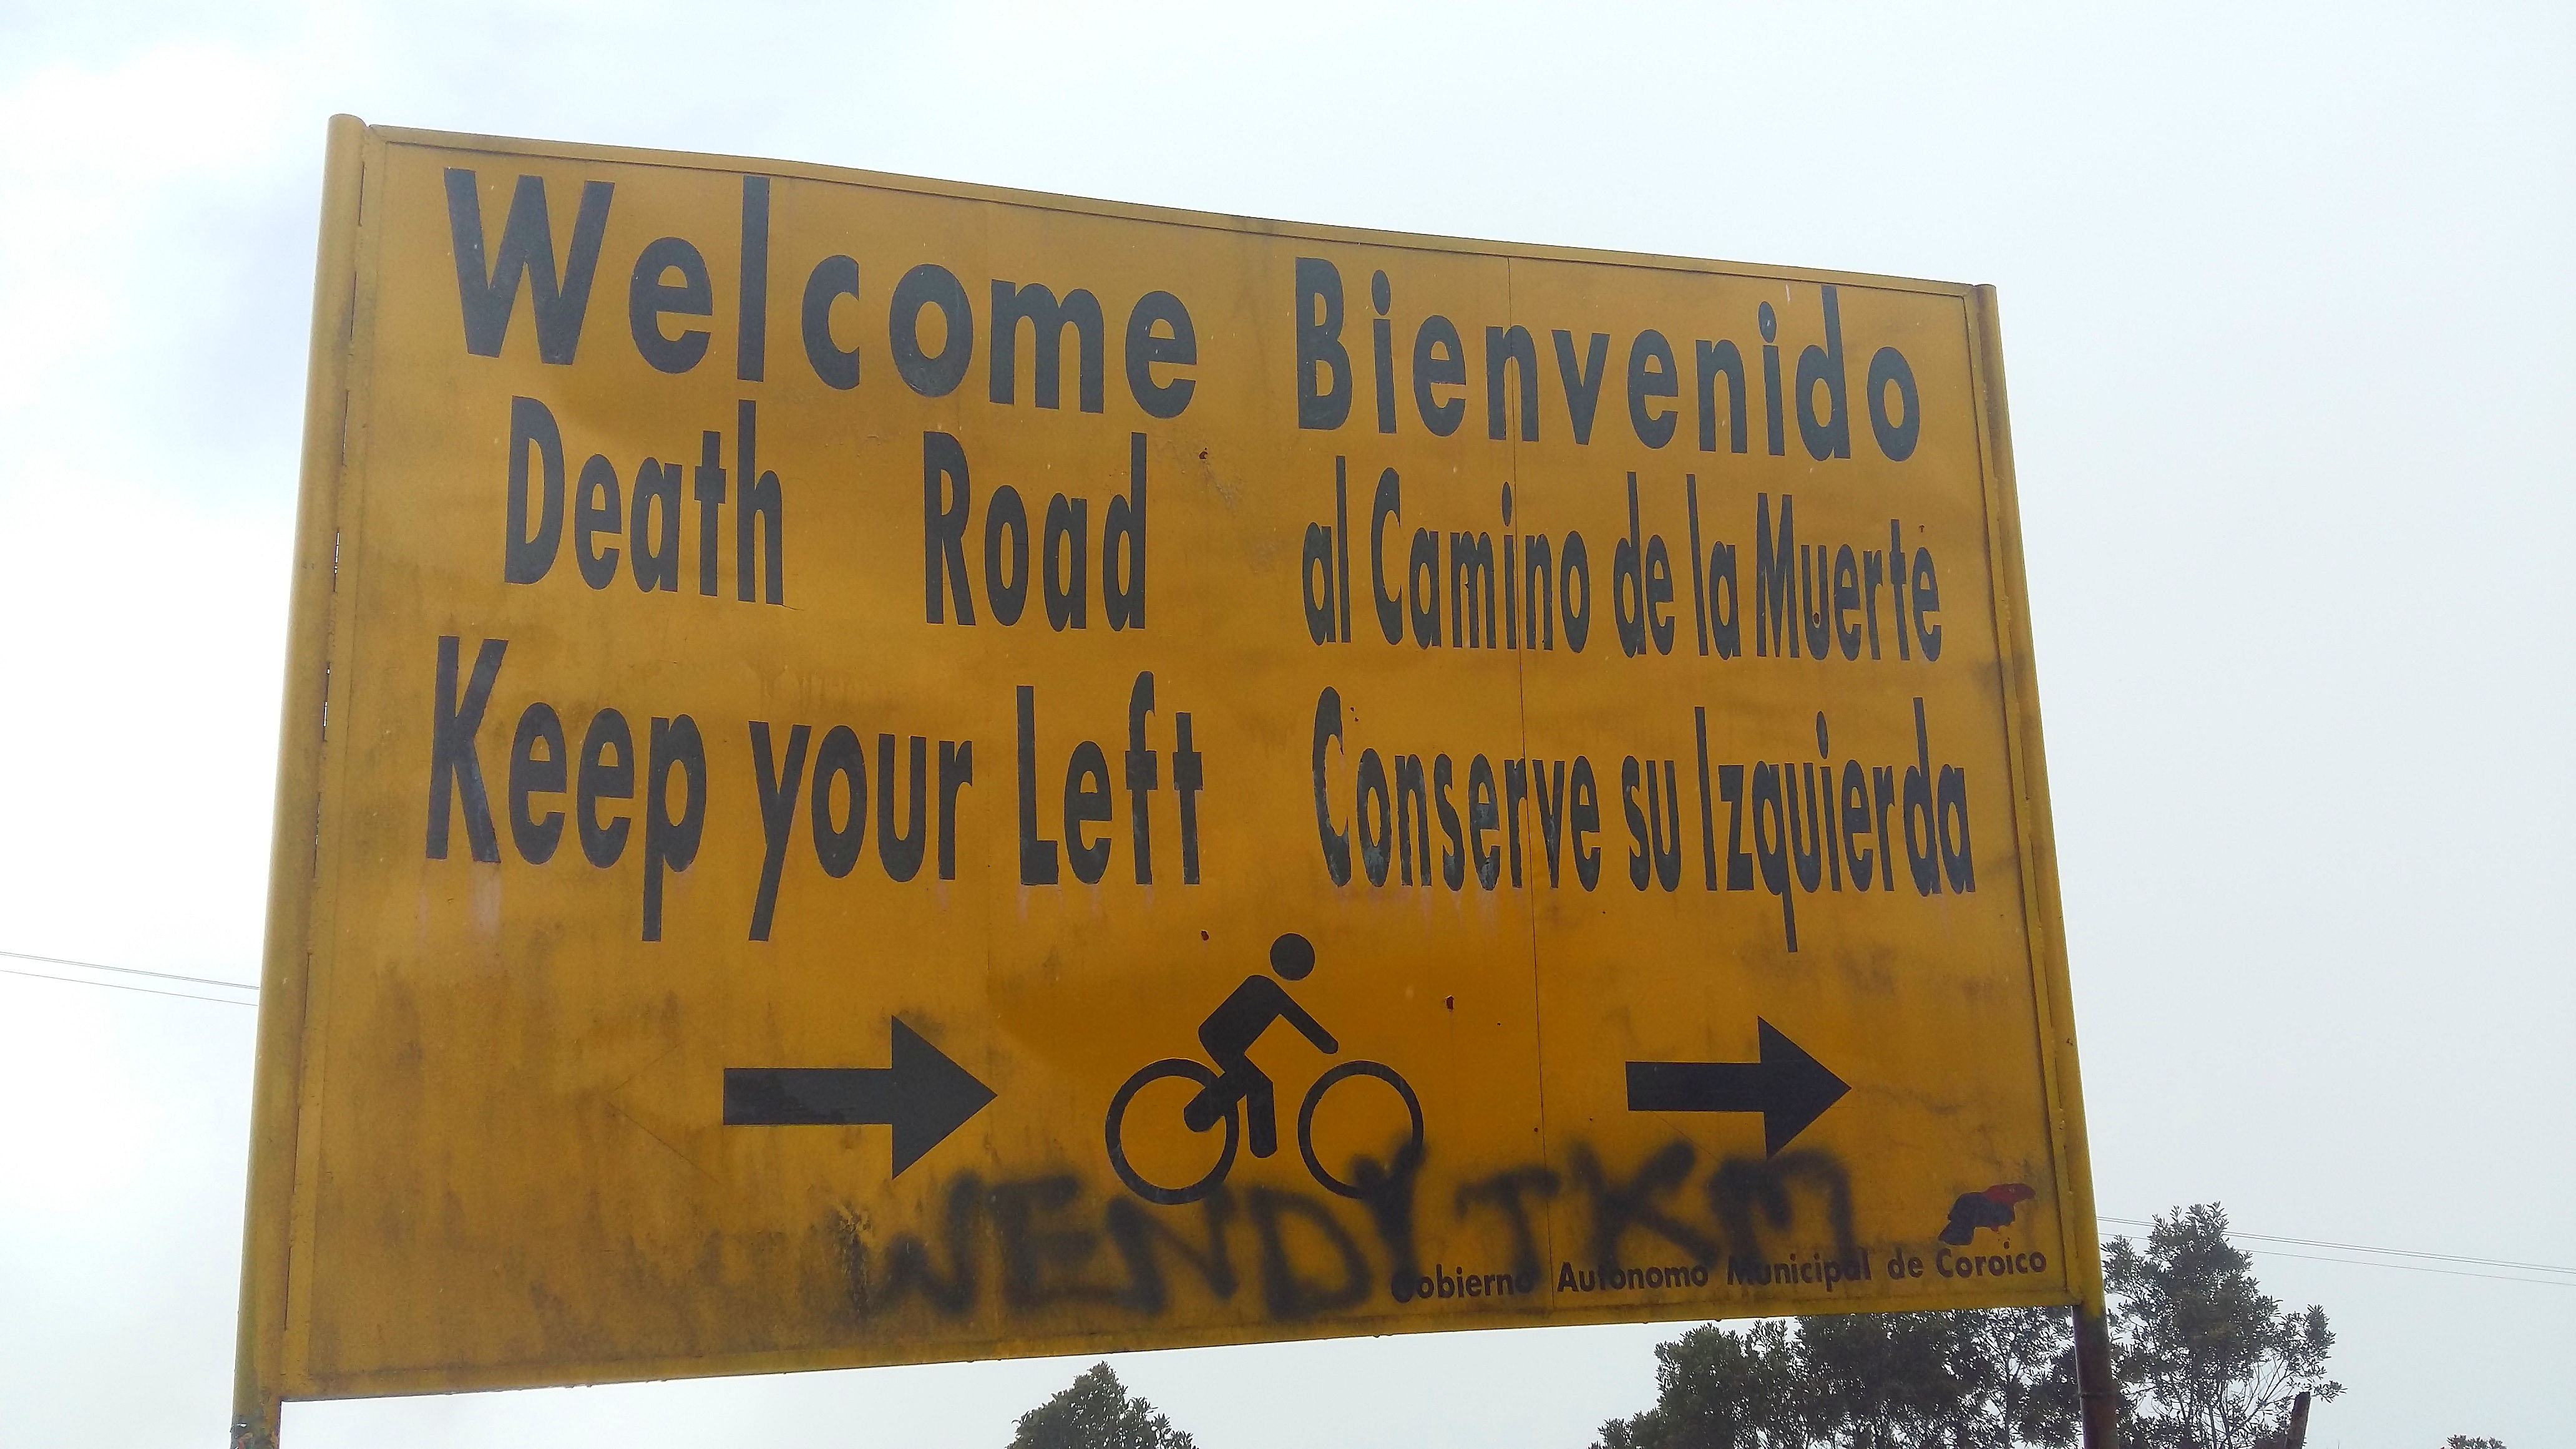 Welcome Bienvenido
Death Road al Camino de la Muerte
Keep your Left Conserve su Izquierda
WENDY TKM
Gobierno Autonomo Municipal de Coroico